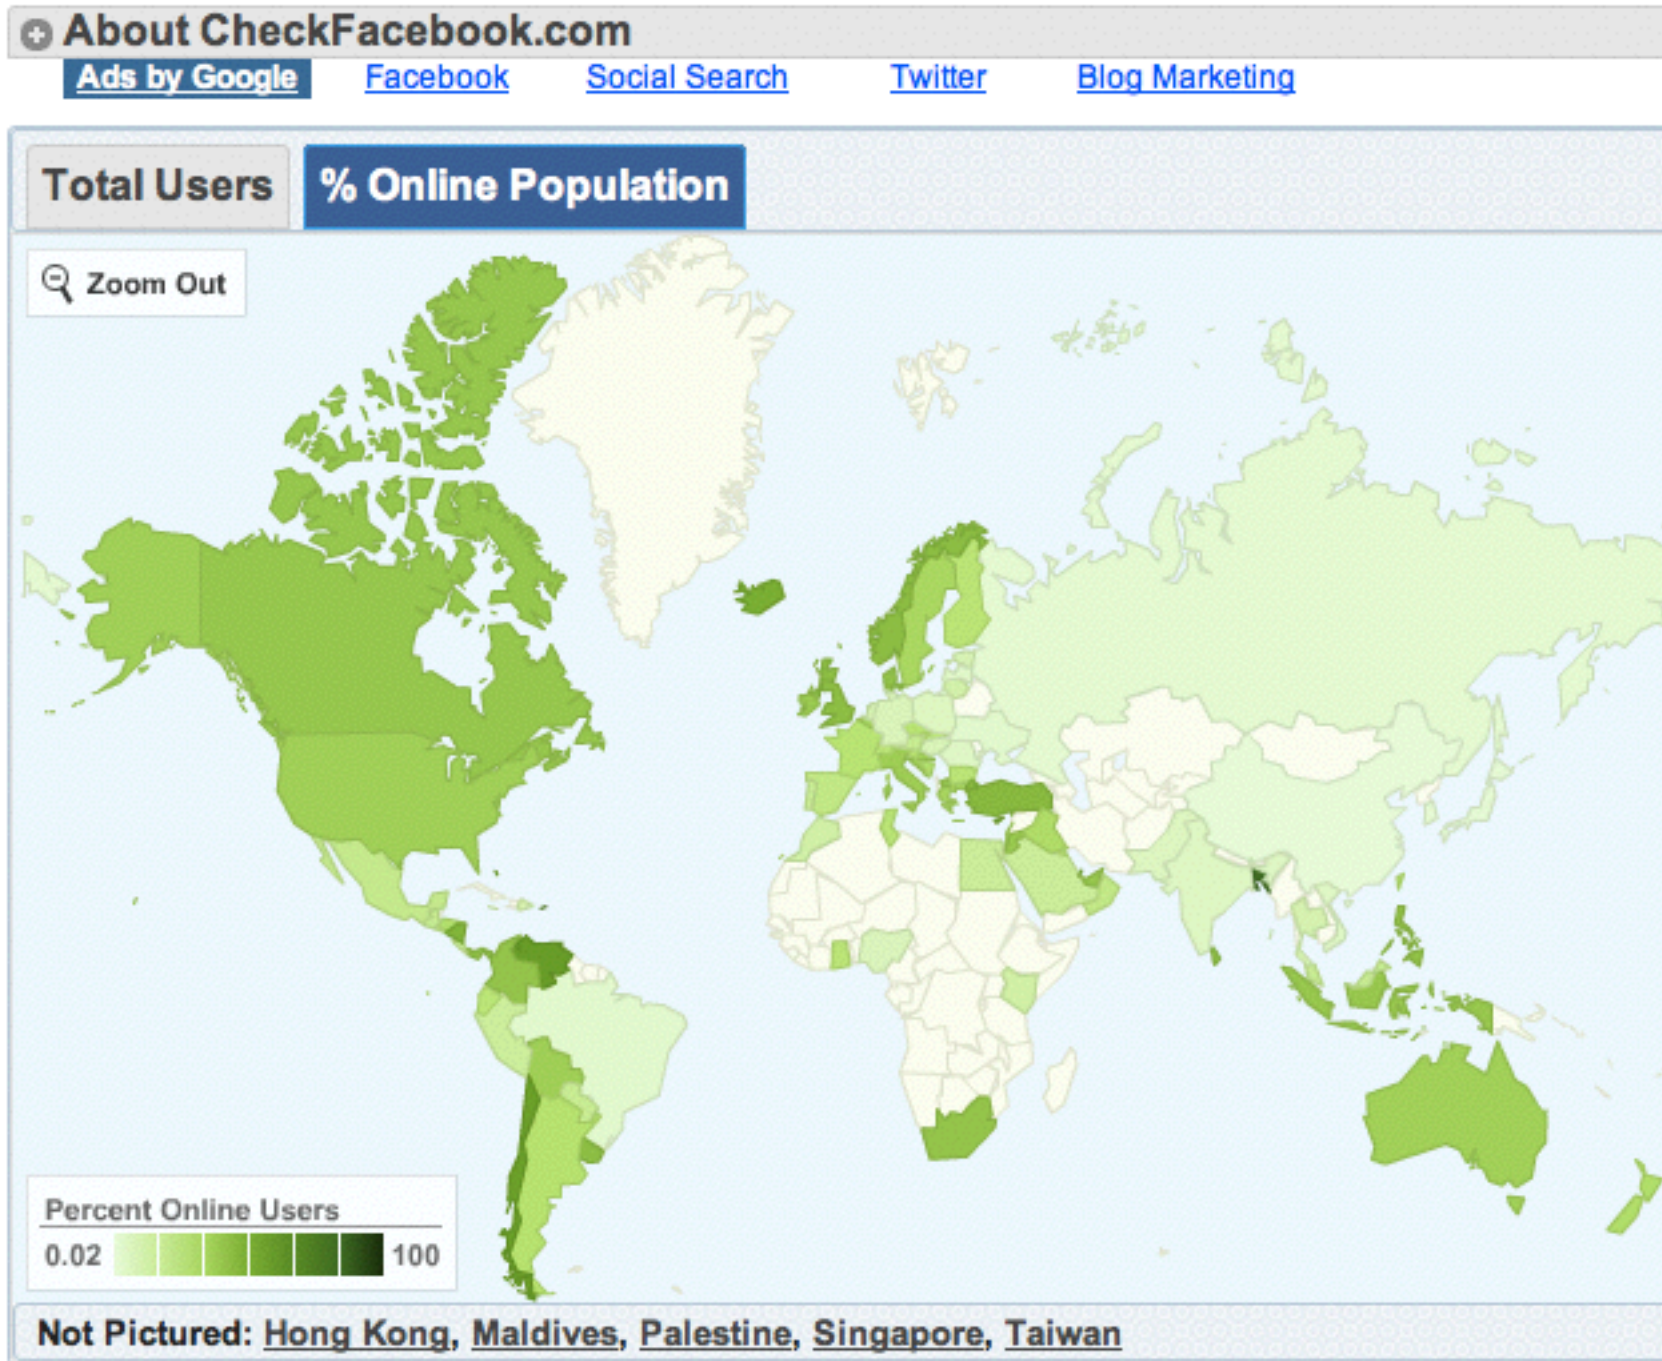 About CheckFacebook.com
Ads by Google Facebook Social Search Twitter Blog Marketing
Total Users % Online Population
Zoom Out
Percent Online Users
0.02 100
Not Pictured: Hong Kong, Maldives, Palestine, Singapore, Taiwan